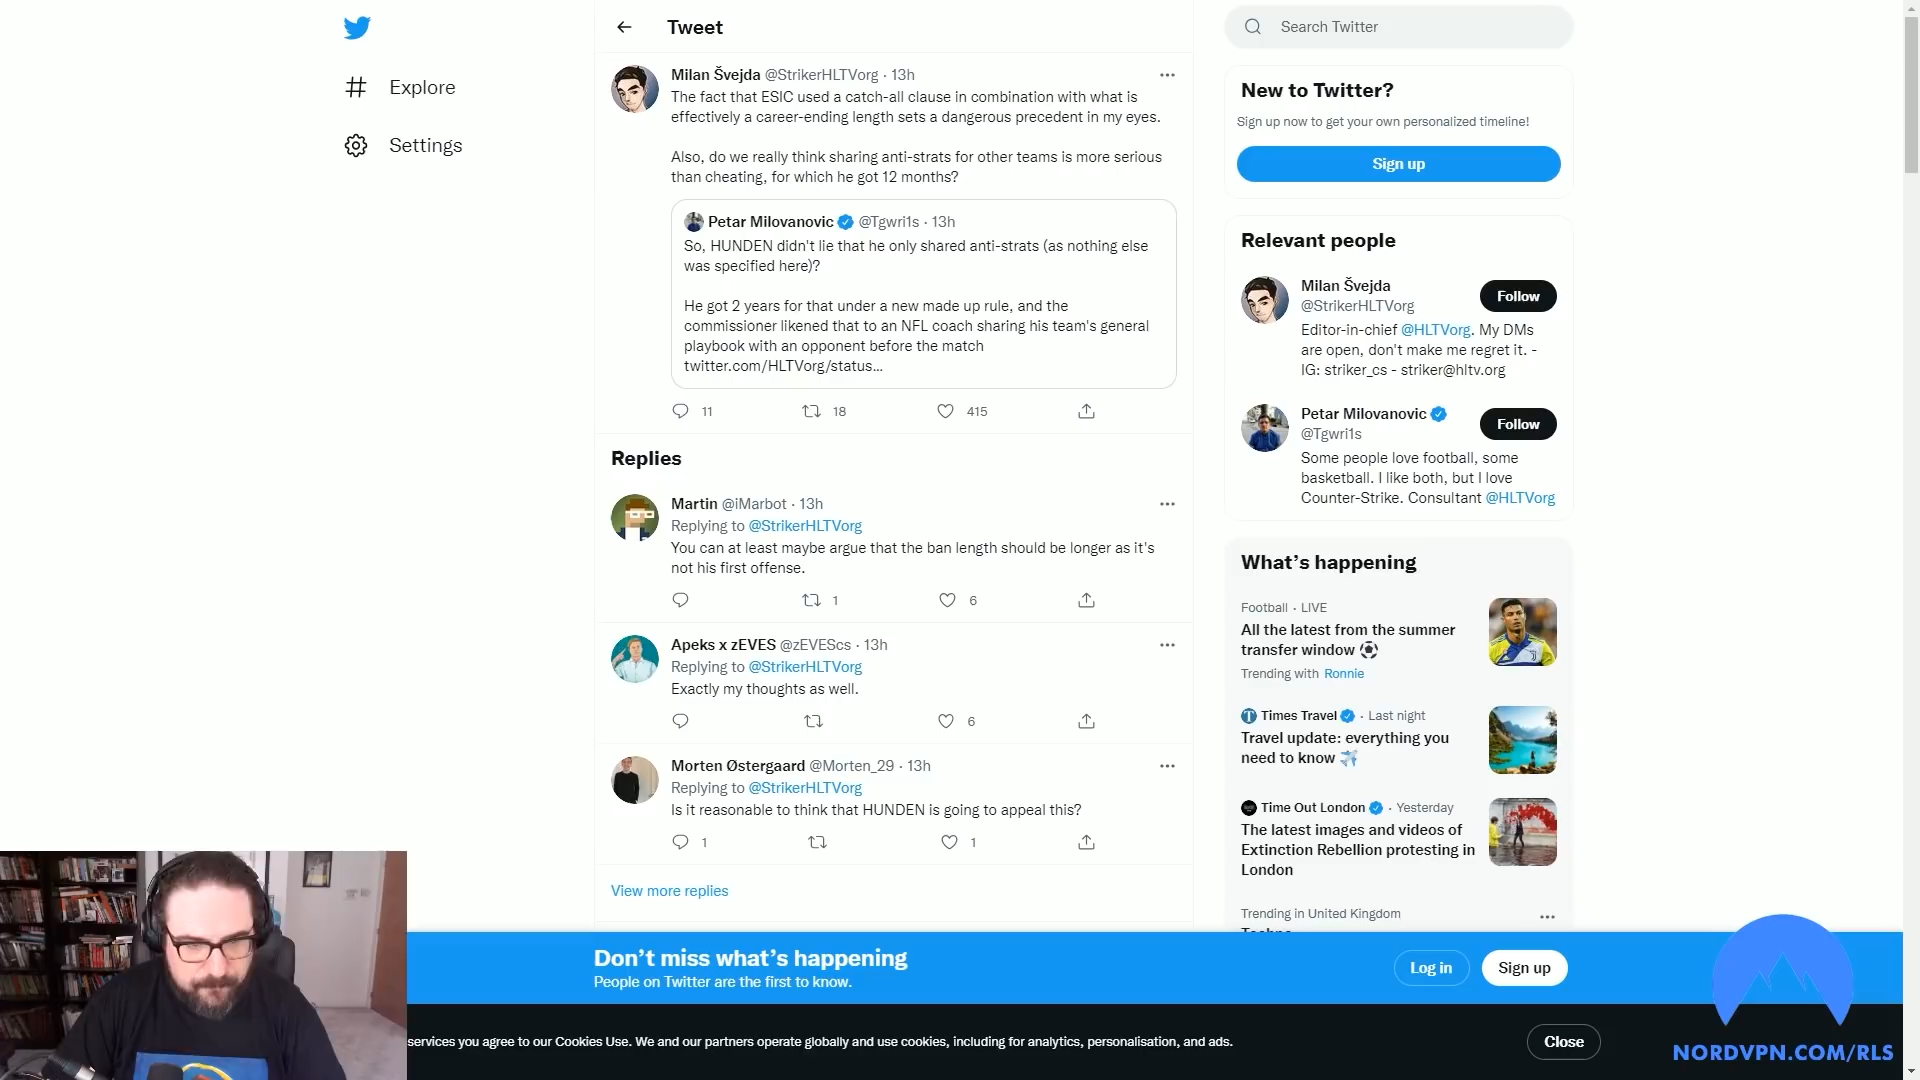 Explore
Settings
Tweet
Milan Švejda @StrikerHLTVorg · 13h
The fact that ESIC used a catch-all clause in combination with what is
effectively a career-ending length sets a dangerous precedent in my eyes.
Also, do we really think sharing anti-strats for other teams is more serious
than cheating, for which he got 12 months?
Petar Milovanovic @Tgwri1s · 13h
So, HUNDEN didn't lie that he only shared anti-strats (as nothing else
was specified here)?
He got 2 years for that under a new made up rule, and the
commissioner likened that to an NFL coach sharing his team's general
playbook with an opponent before the match
twitter.com/HLTVorg/status…
11 18 415
Replies
Martin @iMarbot · 13h
Replying to @StrikerHLTVorg
You can at least maybe argue that the ban length should be longer as it's
not his first offense.
1 6
Apeks x zEVES @zEVEScs · 13h
Replying to @StrikerHLTVorg
Exactly my thoughts as well.
6
Morten Østergaard @Morten_29 · 13h
Replying to @StrikerHLTVorg
Is it reasonable to think that HUNDEN is going to appeal this?
1 1
View more replies
Search Twitter
New to Twitter?
Sign up now to get your own personalized timeline!
Sign up
Relevant people
Milan Švejda
@StrikerHLTVorg
Follow
Editor-in-chief @HLTVorg. My DMs
are open, don't make me regret it. -
IG: striker_cs - striker@hltv.org
Petar Milovanovic
@Tgwri1s
Follow
Some people love football, some
basketball. I like both, but I love
Counter-Strike. Consultant @HLTVorg
What's happening
Football · LIVE
All the latest from the summer
transfer window
Trending with Ronnie
Times Travel · Last night
Travel update: everything you
need to know
Time Out London · Yesterday
The latest images and videos of
Extinction Rebellion protesting in
London
Trending in United Kingdom
Don't miss what's happening
People on Twitter are the first to know.
Log in
Sign up
services you agree to our Cookies Use. We and our partners operate globally and use cookies, including for analytics, personalisation, and ads.
Close
NORDVPN.COM/RLS